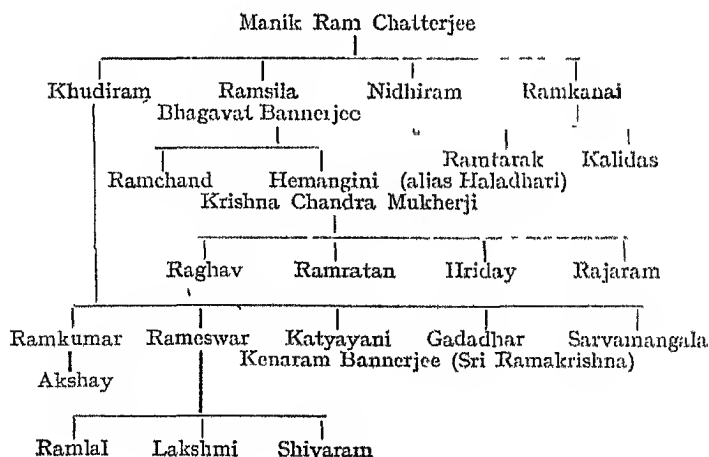 Manik Ram Chatterjee
Khudiram Ramsila Nidhiram Ramkanai
Bhagavat Bannerjee
Ramchand Hemangini Ramtarak Kalidas
(alias Haladhari)
Krishna Chandra Mukherji
Raghav Ramratan Hriday Rajaram
Ramkumar Rameswar Katyayani Gadadhar Sarvamangala
Kenaram Bannerjee (Sri Ramakrishna)
Akshay
Ramlal Lakshmi Shivaram